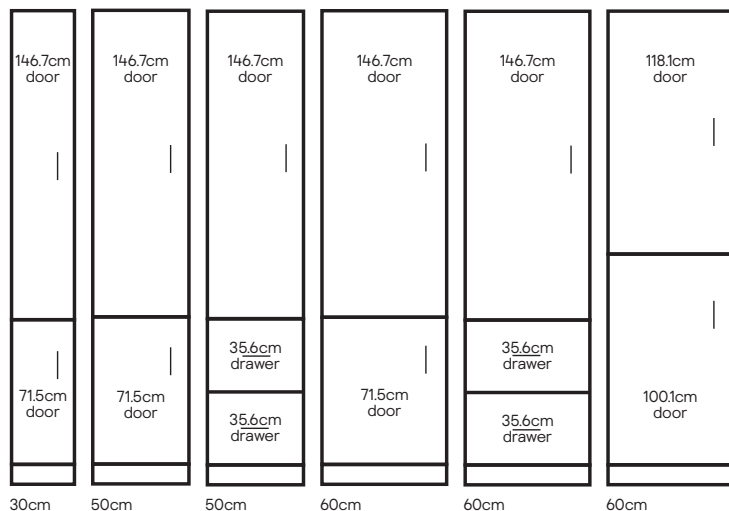 146.7cm
door
146.7cm
door
146.7cm
door
146.7cm
door
146.7cm
door
118.1cm
door
71.5cm
door
71.5cm
door
35.6cm
drawer
35.6cm
drawer
71.5cm
door
35.6cm
drawer
35.6cm
drawer
100.1cm
door
30cm
50cm
50cm
60cm
60cm
60cm